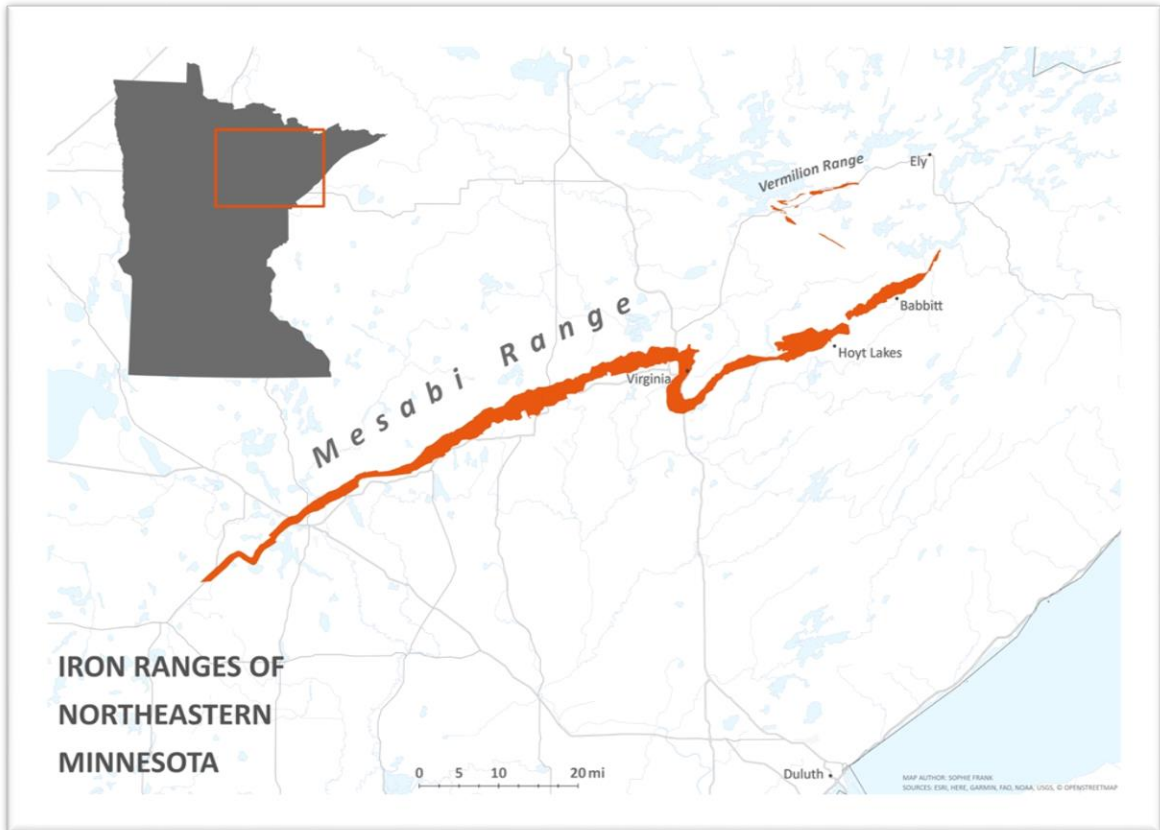 Vermilion Range
Ely
Mesabi Range
Babbitt
Hoyt Lakes
Virginia
IRON RANGES OF
NORTHEASTERN
MINNESOTA
0 5 10 20 mi
Duluth
MAP AUTHOR: SOPHIE FRANK
SOURCES: ESRI, HERE, GARMIN, FAO, NOAA, USGS, © OPENSTREETMAP